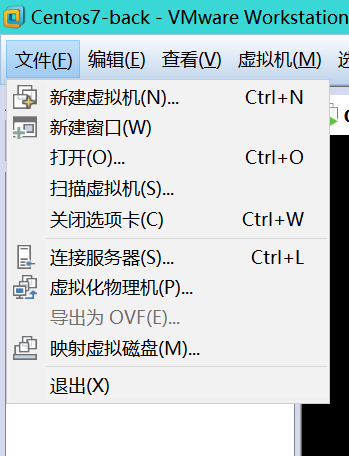 Centos7-back - VMware Workstation
文件(F) 编辑(E) 查看(V) 虚拟机(M)
新建虚拟机(N)... Ctrl+N
新建窗口(W)
打开(O)... Ctrl+O
扫描虚拟机(S)...
关闭选项卡(C) Ctrl+W
连接服务器(S)... Ctrl+L
虚拟化物理机(P)...
导出为 OVF(E)...
映射虚拟磁盘(M)...
退出(X)